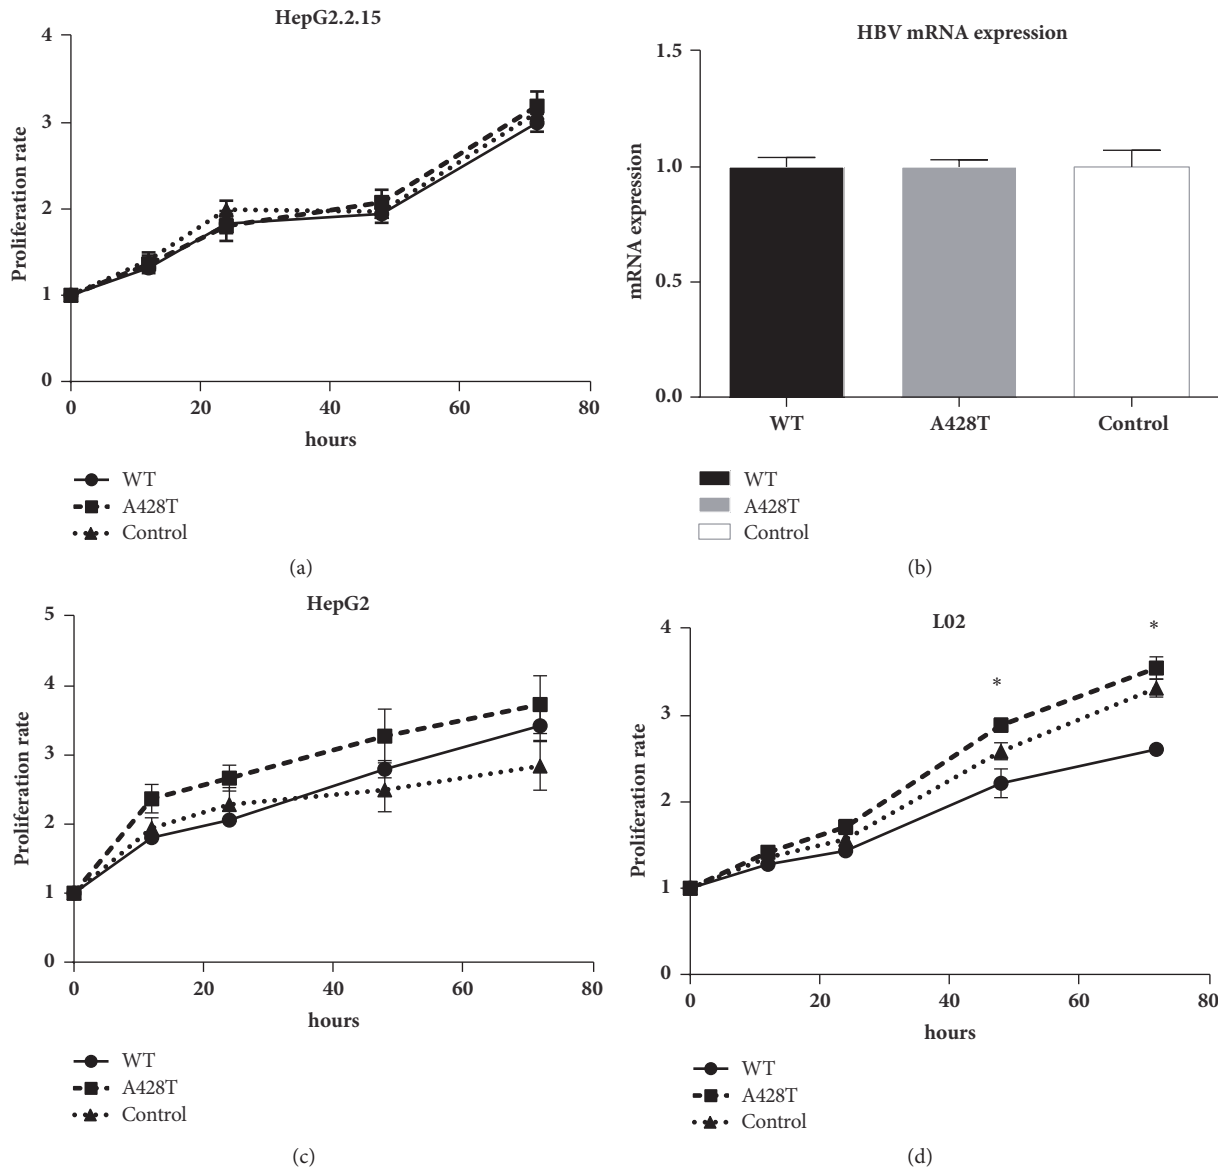 HepG2.2.15
4
3
2
1
0
Proliferation rate
0 20 40 60 80
hours
WT
A428T
Control
(a)
HBV mRNA expression
1.5
1.0
0.5
0.0
mRNA expression
WT A428T Control
WT
A428T
Control
(b)
HepG2
5
4
3
2
1
0
Proliferation rate
0 20 40 60 80
hours
WT
A428T
Control
(c)
L02
4
3
2
1
0
Proliferation rate
*
*
0 20 40 60 80
hours
WT
A428T
Control
(d)